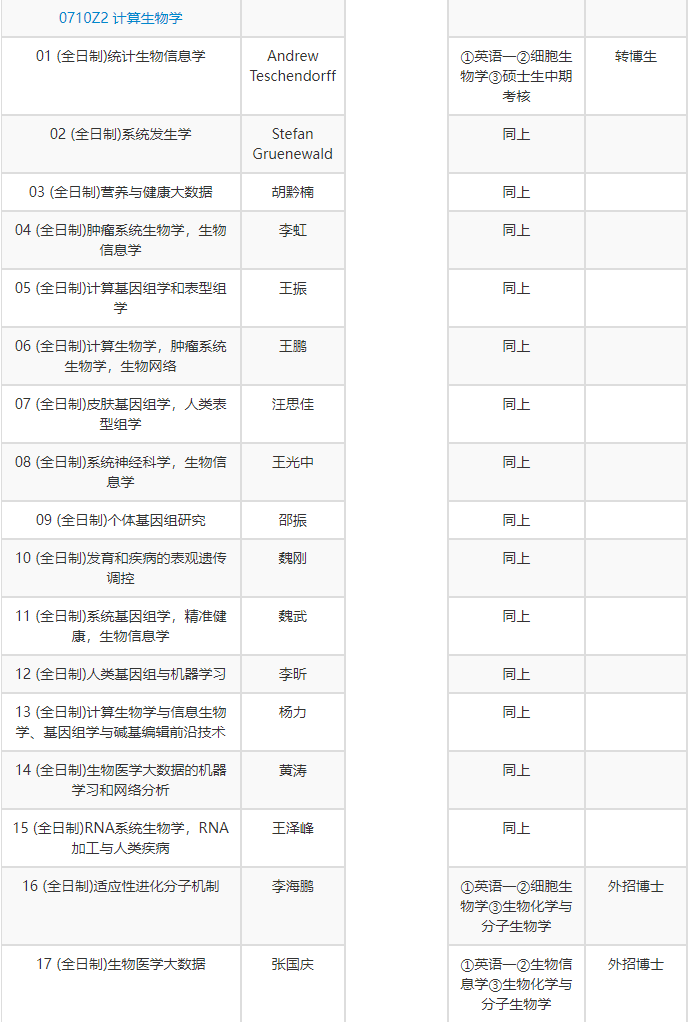 0710Z2 计算生物学
01 (全日制)统计生物信息学
Andrew
Teschendorff
①英语一②细胞生
物学③硕士生中期
考核
转博生
02 (全日制)系统发生学
Stefan
Gruenewald
同上
03 (全日制)营养与健康大数据
胡黔楠
同上
04 (全日制)肿瘤系统生物学，生物
信息学
李虹
同上
05 (全日制)计算基因组学和表型组
学
王振
同上
06 (全日制)计算生物学，肿瘤系统
生物学，生物网络
王鹏
同上
07 (全日制)皮肤基因组学，人类表
型组学
汪思佳
同上
08 (全日制)系统神经科学，生物信
息学
王光中
同上
09 (全日制)个体基因组研究
邵振
同上
10 (全日制)发育和疾病的表观遗传
调控
魏刚
同上
11 (全日制)系统基因组学，精准健
康，生物信息学
魏武
同上
12 (全日制)人类基因组与机器学习
李昕
同上
13 (全日制)计算生物学与信息生物
学、基因组学与碱基编辑前沿技术
杨力
同上
14 (全日制)生物医学大数据的机器
学习和网络分析
黄涛
同上
15 (全日制)RNA系统生物学，RNA
加工与人类疾病
王泽峰
同上
16 (全日制)适应性进化分子机制
李海鹏
①英语一②细胞生
物学③生物化学与
分子生物学
外招博士
17 (全日制)生物医学大数据
张国庆
①英语一②生物信
息学③生物化学与
分子生物学
外招博士